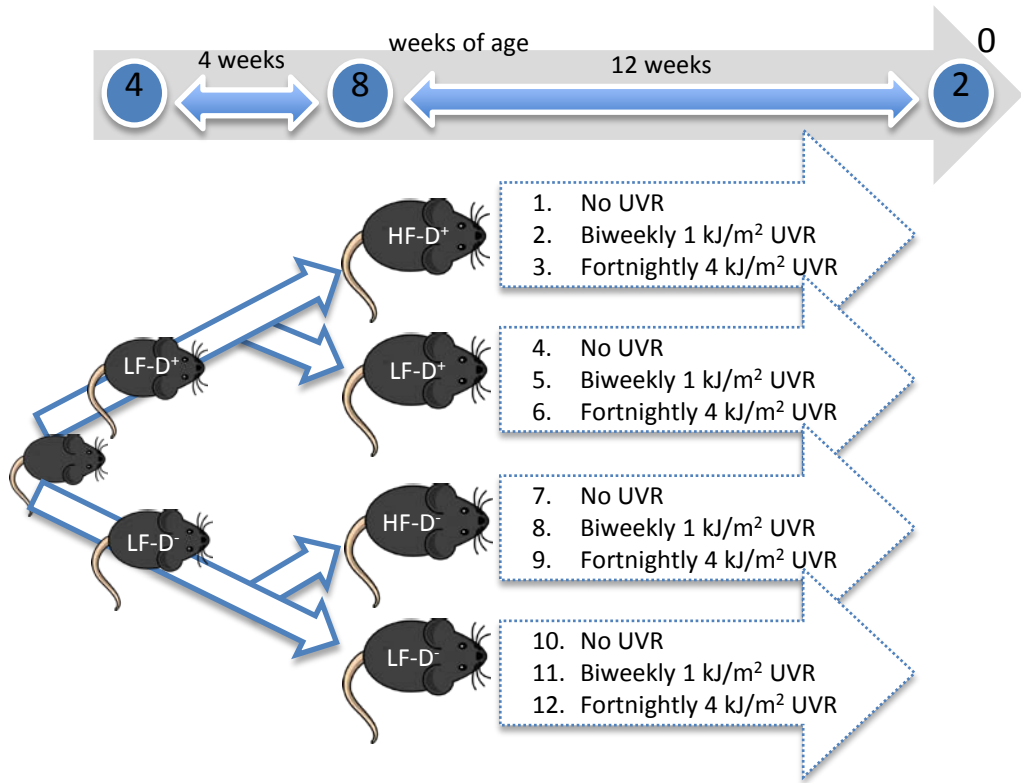 weeks of age
0
4
4 weeks
8
12 weeks
2
HF-D⁺
1. No UVR
2. Biweekly 1 kJ/m² UVR
3. Fortnightly 4 kJ/m² UVR
LF-D⁺
LF-D⁺
4. No UVR
5. Biweekly 1 kJ/m² UVR
6. Fortnightly 4 kJ/m² UVR
LF-D⁻
HF-D⁻
7. No UVR
8. Biweekly 1 kJ/m² UVR
9. Fortnightly 4 kJ/m² UVR
LF-D⁻
10. No UVR
11. Biweekly 1 kJ/m² UVR
12. Fortnightly 4 kJ/m² UVR